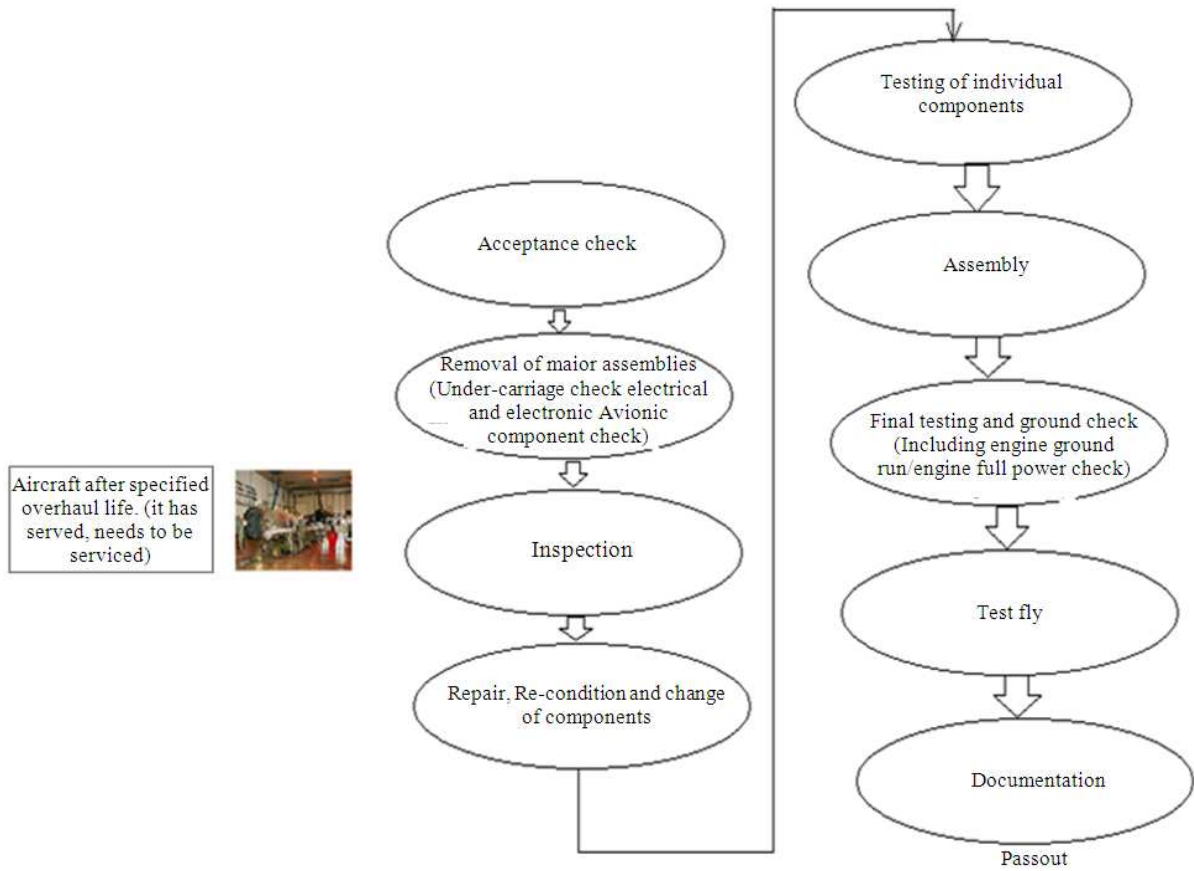 Aircraft after specified
overhaul life. (it has
served, needs to be
serviced)
Acceptance check
Removal of maior assemblies
(Under-carriage check electrical
and electronic Avionic
component check)
Inspection
Repair, Re-condition and change
of components
Testing of individual
components
Assembly
Final testing and ground check
(Including engine ground
run/engine full power check)
Test fly
Documentation
Passout